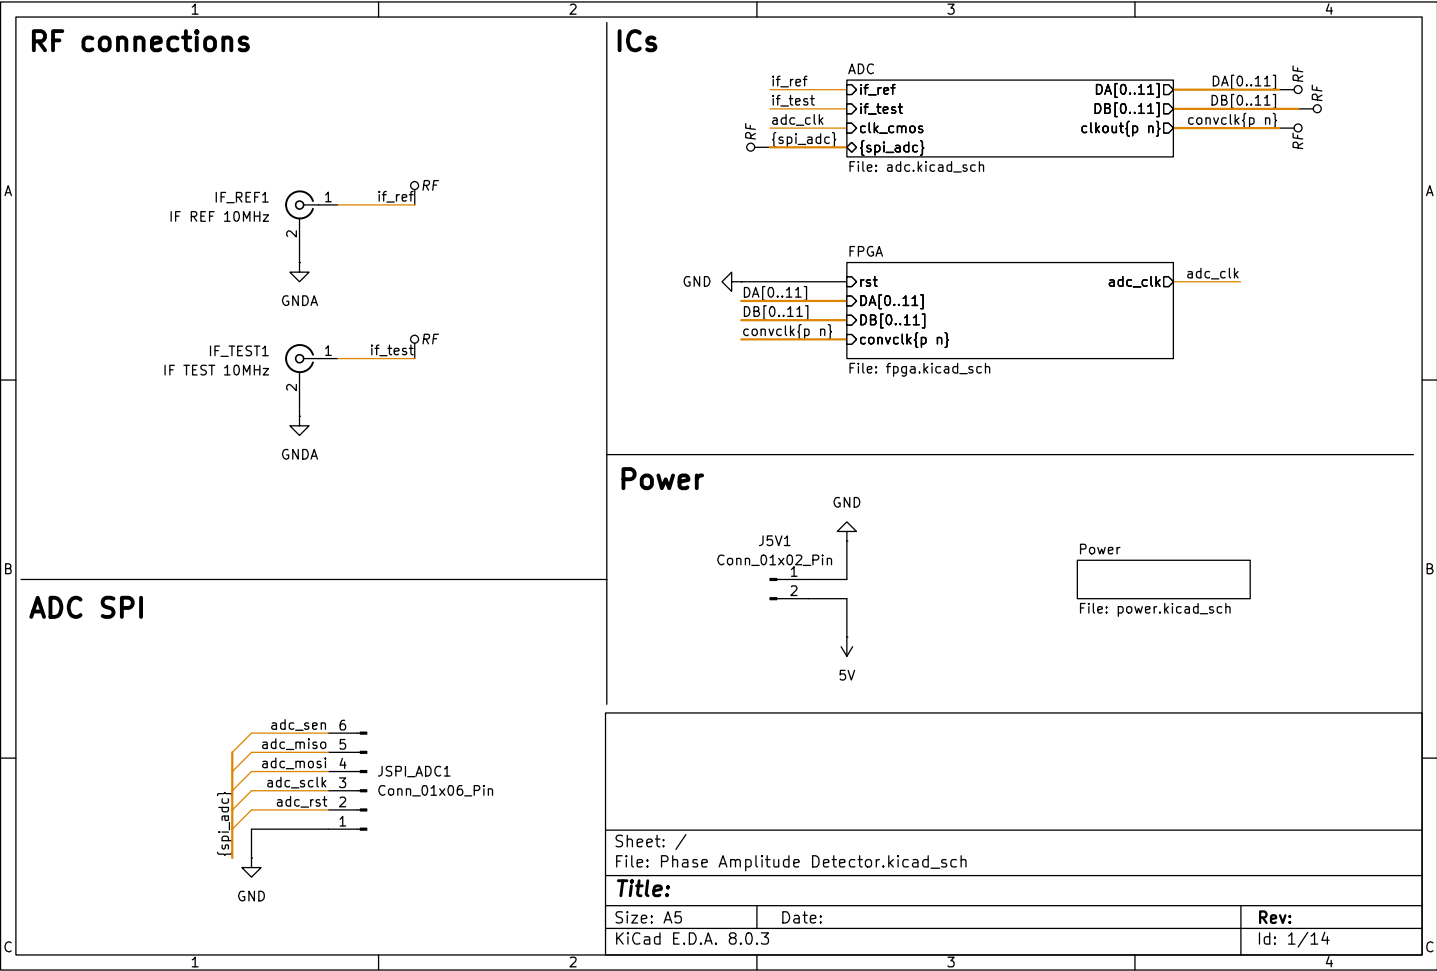 1 2 3 4
RF connections
IF_REF1
IF REF 10MHz
1
2
if_ref
RF
GNDA
IF_TEST1
IF TEST 10MHz
1
2
if_test
RF
GNDA
ICs
ADC
if_ref
if_test
adc_clk
{spi_adc}
RF
if_ref
if_test
clk_cmos
{spi_adc}
DA[0..11]
DB[0..11]
clkout{p n}
DA[0..11]
DB[0..11]
convclk{p n}
RF
RF
RF
File: adc.kicad_sch
FPGA
GND
DA[0..11]
DB[0..11]
convclk{p n}
rst
DA[0..11]
DB[0..11]
convclk{p n}
adc_clk
adc_clk
File: fpga.kicad_sch
A
A
Power
GND
J5V1
Conn_01x02_Pin
1
2
5V
Power
File: power.kicad_sch
B
B
ADC SPI
adc_sen 6
adc_miso 5
adc_mosi 4
adc_sclk 3
adc_rst 2
1
{spi_adc}
JSPI_ADC1
Conn_01x06_Pin
GND
Sheet: /
File: Phase Amplitude Detector.kicad_sch
Title:
Size: A5 Date: Rev:
KiCad E.D.A. 8.0.3 Id: 1/14
C
C
1 2 3 4